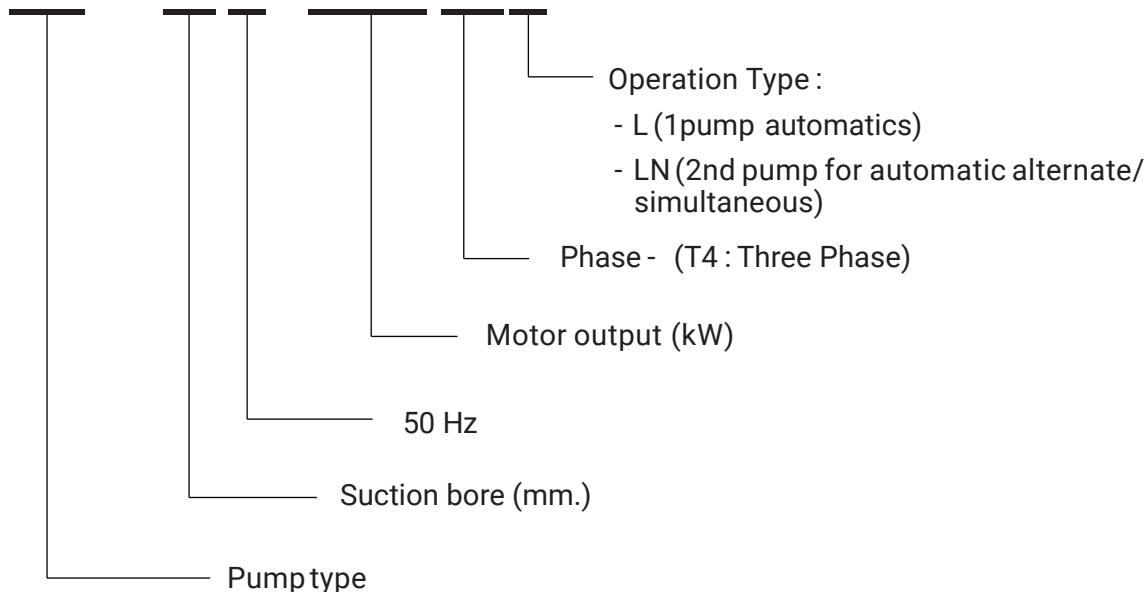 Operation Type :
- L (1pump automatics)
- LN (2nd pump for automatic alternate/
simultaneous)
Phase - (T4 : Three Phase)
Motor output (kW)
50 Hz
Suction bore (mm.)
Pump type